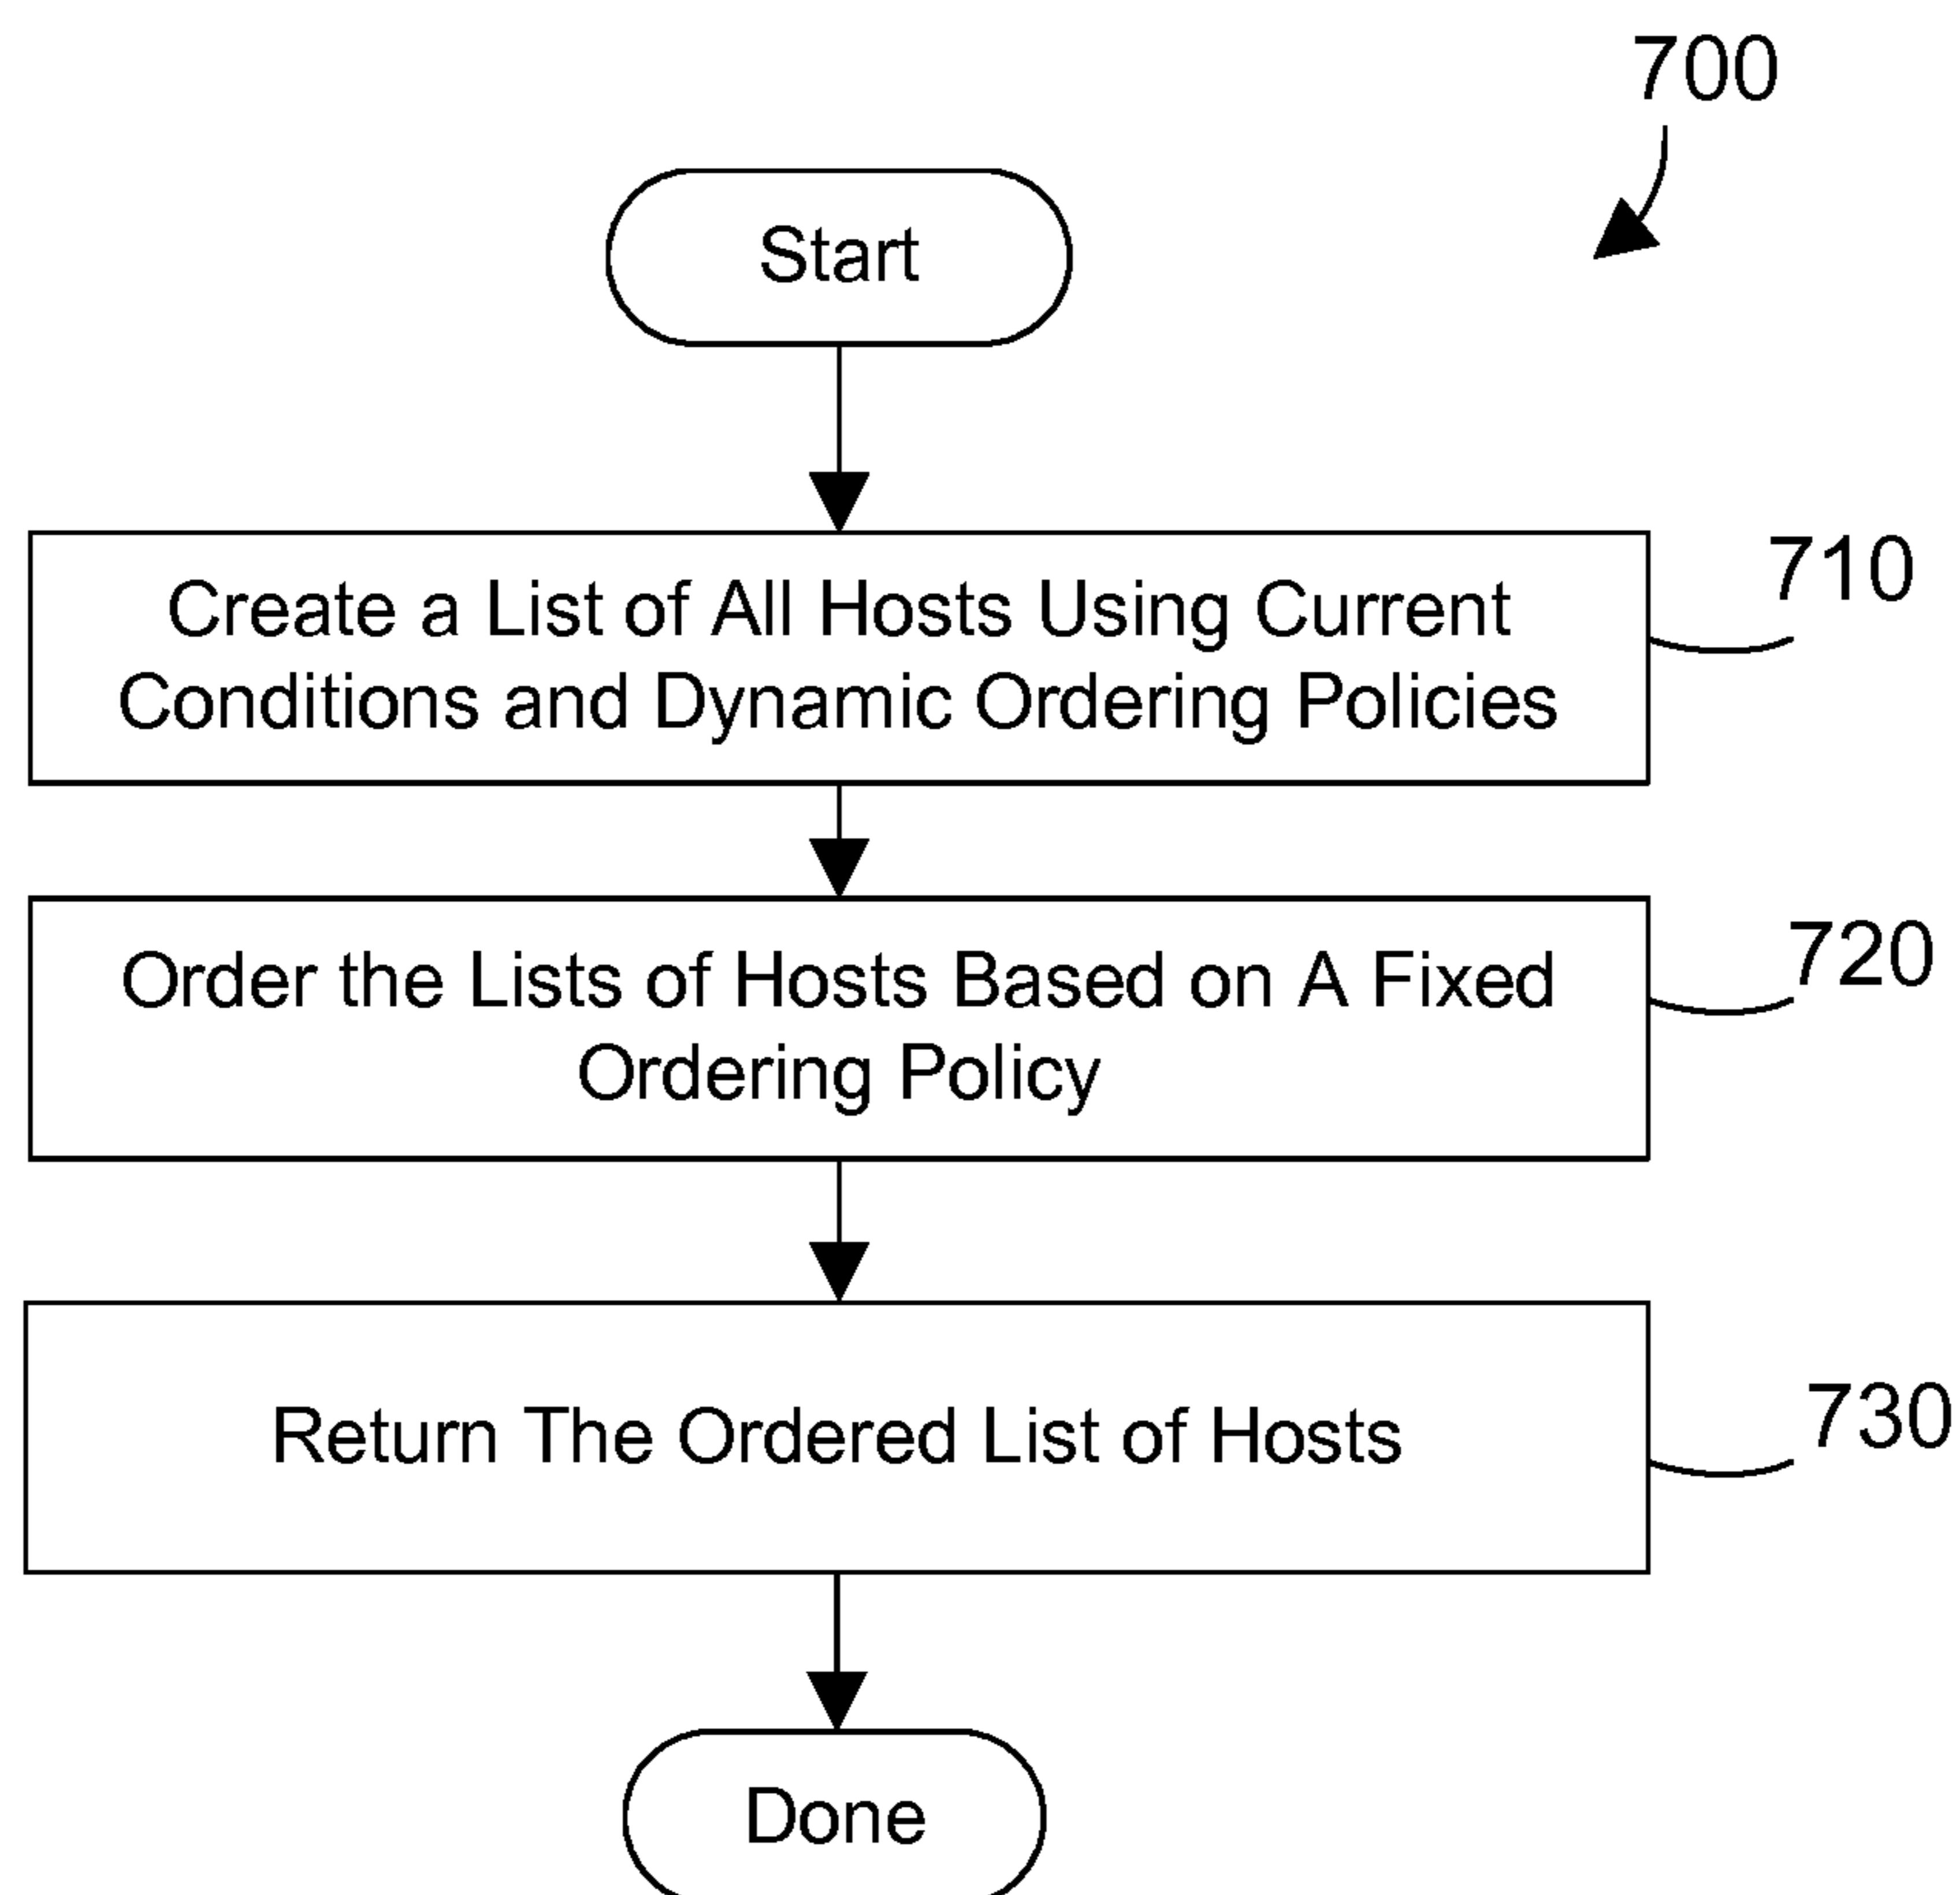 700
Start
Create a List of All Hosts Using Current
Conditions and Dynamic Ordering Policies
710
Order the Lists of Hosts Based on A Fixed
Ordering Policy
720
Return The Ordered List of Hosts
730
Done